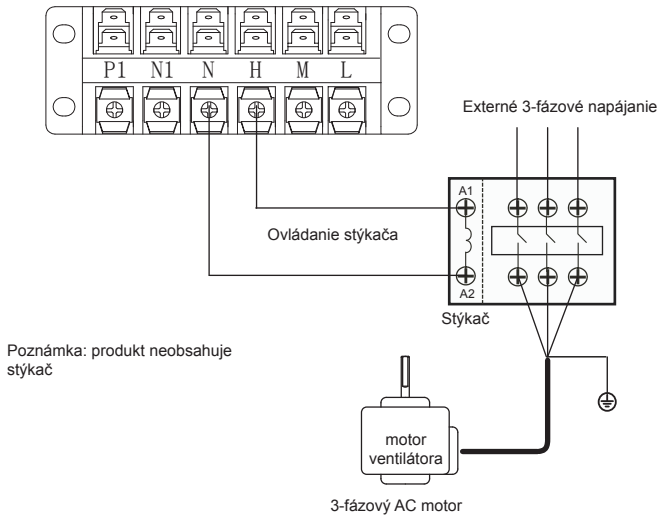 P1 N1 N H M L
Externé 3-fázové napájanie
A1
Ovládanie stýkača
A2
Stýkač
Poznámka: produkt neobsahuje
stýkač
motor
ventilátora
3-fázový AC motor